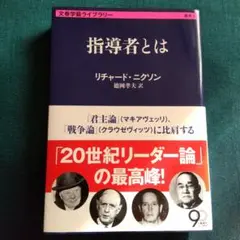 文春学藝ライブラリー
指導者とは
リチャード・ニクソン
徳岡孝夫 訳
『君主論』(マキアヴェッリ)、
『戦争論』(クラウゼヴィッツ)に比肩する
「20世紀リーダー論」
の最高峰!
90